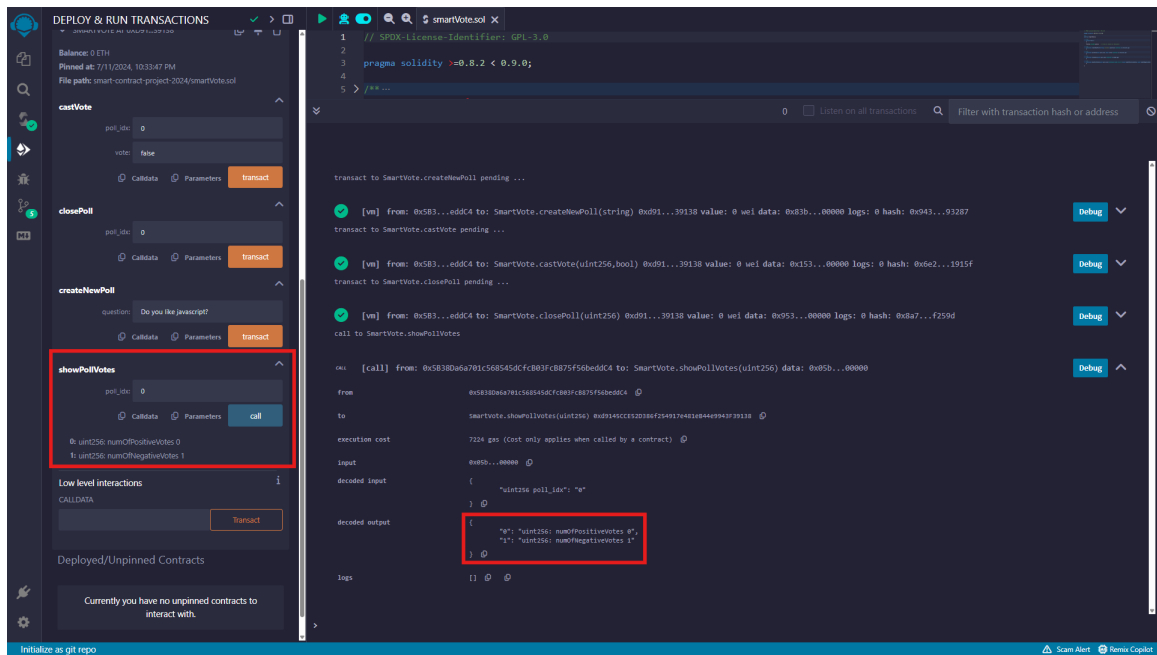 DEPLOY & RUN TRANSACTIONS
Balance: 0 ETH
Pinned at: 7/11/2024, 10:33:47 PM
File path: smart-contract-project-2024/smartVote.sol
castVote
poll_idx: 0
vote: false
Calldata Parameters transact
closePoll
poll_idx: 0
Calldata Parameters transact
createNewPoll
question: Do you like javascript?
Calldata Parameters transact
showPollVotes
poll_idx: 0
Calldata Parameters call
0: uint256: numOfPositiveVotes 0
1: uint256: numOfNegativeVotes 1
Low level interactions i
CALLDATA
Transact
Deployed/Unpinned Contracts
Currently you have no unpinned contracts to
interact with.
smartVote.sol
1 // SPDX-License-Identifier: GPL-3.0
2
3 pragma solidity >=0.8.2 < 0.9.0;
4
5 /** ...
0 Listen on all transactions Filter with transaction hash or address
transact to SmartVote.createNewPoll pending ...
[vm] from: 0x5B3...eddC4 to: SmartVote.createNewPoll(string) 0xd91...39138 value: 0 wei data: 0x83b...00000 logs: 0 hash: 0x943...93287 Debug
transact to SmartVote.castVote pending ...
[vm] from: 0x5B3...eddC4 to: SmartVote.castVote(uint256,bool) 0xd91...39138 value: 0 wei data: 0x153...00000 logs: 0 hash: 0x6e2...1915f Debug
transact to SmartVote.closePoll pending ...
[vm] from: 0x5B3...eddC4 to: SmartVote.closePoll(uint256) 0xd91...39138 value: 0 wei data: 0x953...00000 logs: 0 hash: 0x8a7...f259d Debug
call to SmartVote.showPollVotes
CALL [call] from: 0x5B38Da6a701c568545dCfcB03FcB875f56beddC4 to: SmartVote.showPollVotes(uint256) data: 0x05b...00000 Debug
from 0x5B38Da6a701c568545dCfcB03FcB875f56beddC4
to SmartVote.showPollVotes(uint256) 0xd9145CCE52D386f254917e481eB44e9943F39138
execution cost 7224 gas (Cost only applies when called by a contract)
input 0x05b...00000
decoded input {
"uint256 poll_idx": "0"
}
decoded output {
"0": "uint256: numOfPositiveVotes 0",
"1": "uint256: numOfNegativeVotes 1"
}
logs []
>
Initialize as git repo
Scam Alert Remix Copilot